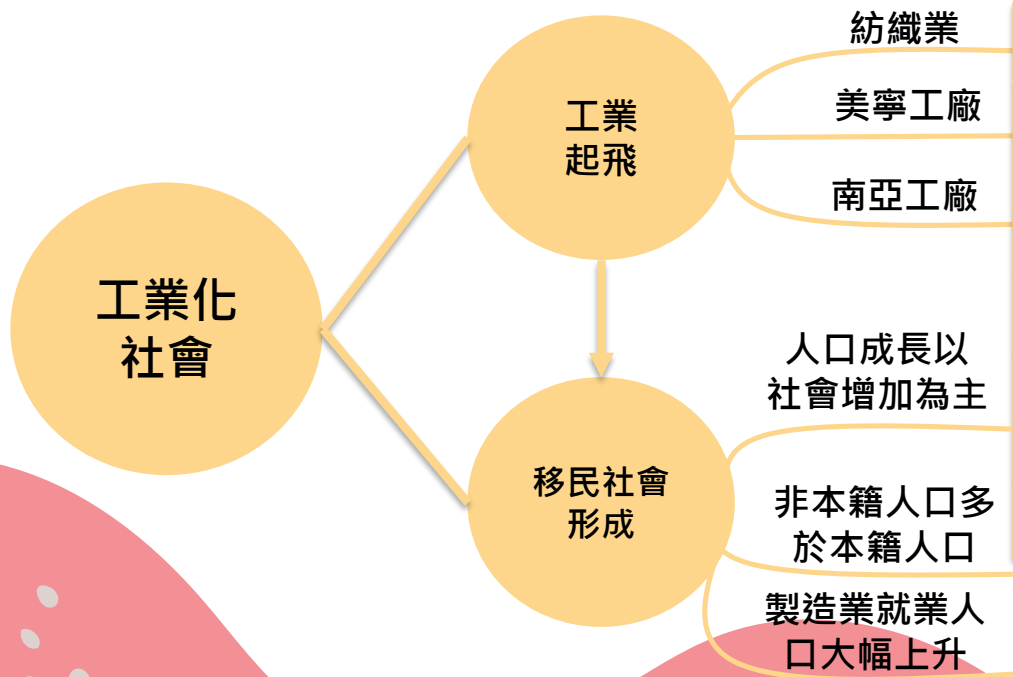 工業化
社會
工業
起飛
紡織業
美寧工廠
南亞工廠
移民社會
形成
人口成長以
社會增加為主
非本籍人口多
於本籍人口
製造業就業人
口大幅上升